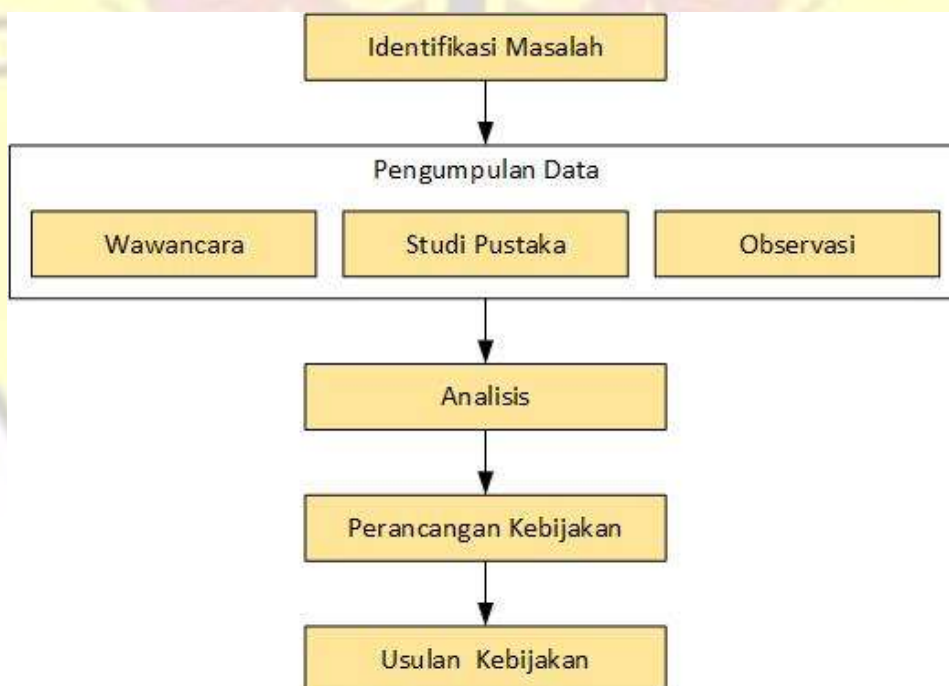 Identifikasi Masalah
Pengumpulan Data
Wawancara
Studi Pustaka
Observasi
Analisis
Perancangan Kebijakan
Usulan Kebijakan